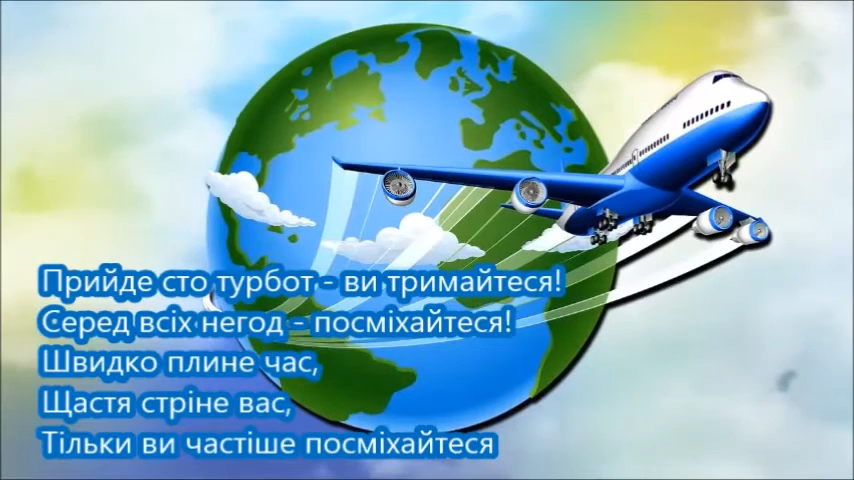 Прийде сто турбот - ви тримайтеся!
Серед всіх негод - посміхайтеся!
Швидко плине час,
Щастя стріне вас,
Тільки ви частіше посміхайтеся